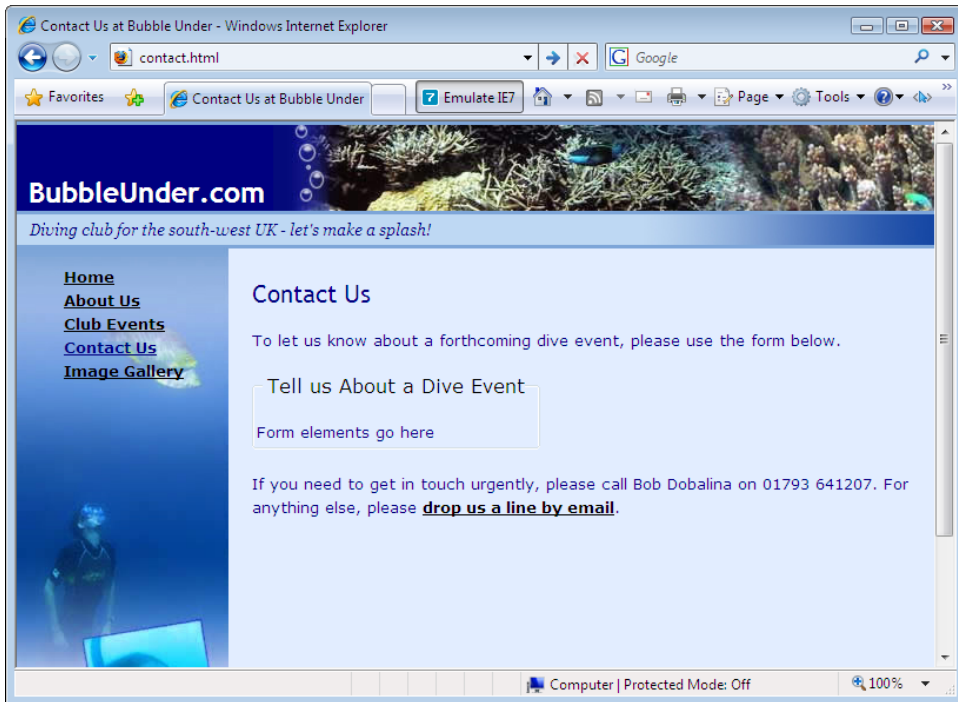 Contact Us at Bubble Under - Windows Internet Explorer
contact.html
Google
Favorites
Contact Us at Bubble Under
7 Emulate IE7
Page
Tools
BubbleUnder.com
Diving club for the south-west UK - let's make a splash!
Home
About Us
Club Events
Contact Us
Image Gallery
Contact Us
To let us know about a forthcoming dive event, please use the form below.
Tell us About a Dive Event
Form elements go here
If you need to get in touch urgently, please call Bob Dobalina on 01793 641207. For
anything else, please drop us a line by email.
Computer | Protected Mode: Off
100%